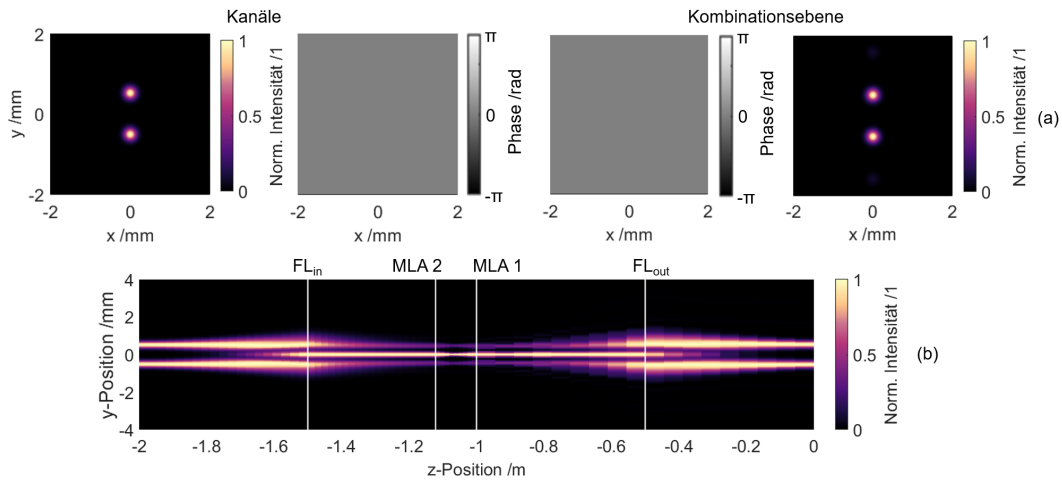 Kanäle
Kombinationsebene
2
0
-2
y /mm
-2 0 2
x /mm
1
0.5
0
Norm. Intensität /1
-2 0 2
x /mm
π
0
-π
Phase /rad
-2 0 2
x /mm
π
0
-π
Phase /rad
-2 0 2
x /mm
1
0.5
0
Norm. Intensität /1
(a)
FLin
MLA 2
MLA 1
FLout
4
2
0
-2
-4
y-Position /mm
-2 -1.8 -1.6 -1.4 -1.2 -1 -0.8 -0.6 -0.4 -0.2 0
z-Position /m
1
0.5
0
Norm. Intensität /1
(b)